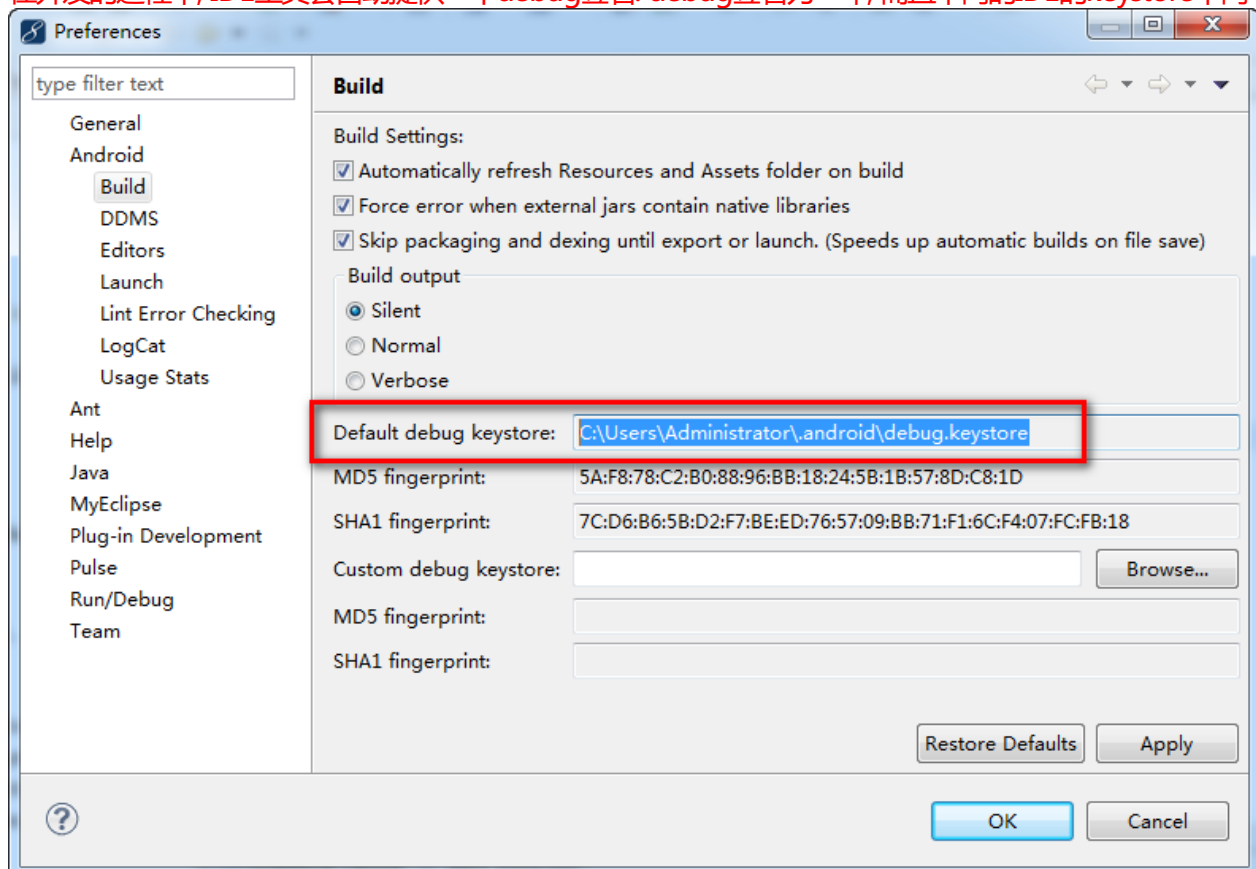 Preferences
type filter text
Build
General
Android
Build
DDMS
Editors
Launch
Lint Error Checking
LogCat
Usage Stats
Ant
Help
Java
MyEclipse
Plug-in Development
Pulse
Run/Debug
Team
Build Settings:
Automatically refresh Resources and Assets folder on build
Force error when external jars contain native libraries
Skip packaging and dexing until export or launch. (Speeds up automatic builds on file save)
Build output
Silent
Normal
Verbose
Default debug keystore: C:\Users\Administrator\.android\debug.keystore
MD5 fingerprint: 5A:F8:78:C2:B0:88:96:BB:18:24:5B:1B:57:8D:C8:1D
SHA1 fingerprint: 7C:D6:B6:5B:D2:F7:BE:ED:76:57:09:BB:71:F1:6C:F4:07:FC:FB:18
Custom debug keystore: Browse...
MD5 fingerprint:
SHA1 fingerprint:
Restore Defaults Apply
OK Cancel